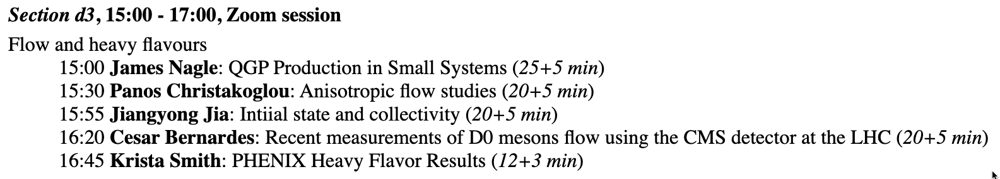 Section d3, 15:00 - 17:00, Zoom session
Flow and heavy flavours
15:00 James Nagle: QGP Production in Small Systems (25+5 min)
15:30 Panos Christakoglou: Anisotropic flow studies (20+5 min)
15:55 Jiangyong Jia: Intiial state and collectivity (20+5 min)
16:20 Cesar Bernardes: Recent measurements of D0 mesons flow using the CMS detector at the LHC (20+5 min)
16:45 Krista Smith: PHENIX Heavy Flavor Results (12+3 min)